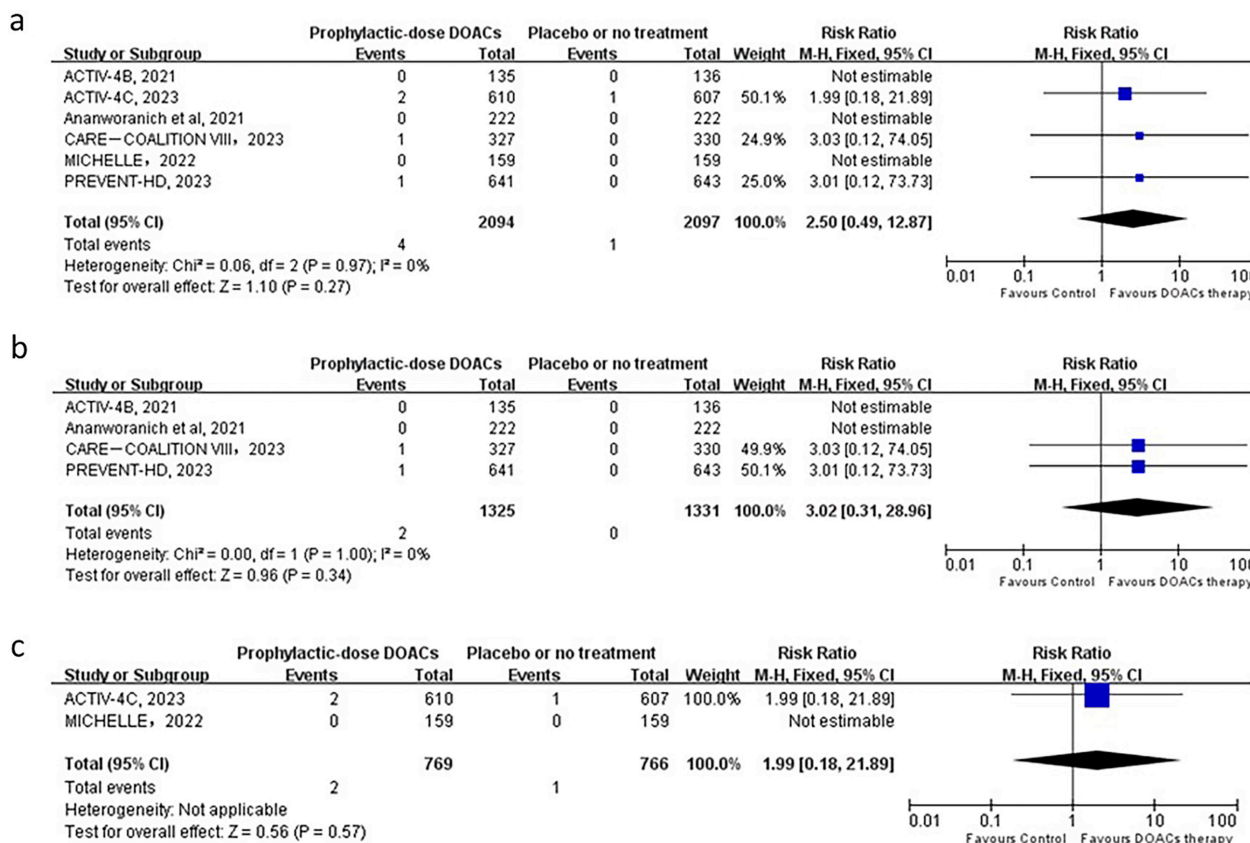 a
Prophylactic-dose DOACs Placebo or no treatment Risk Ratio Risk Ratio
Study or Subgroup Events Total Events Total Weight M-H, Fixed, 95% CI M-H, Fixed, 95% CI
ACTIV-4B, 2021 0 135 0 136 Not estimable
ACTIV-4C, 2023 2 610 1 607 50.1% 1.99 [0.18, 21.89]
Ananworanich et al, 2021 0 222 0 222 Not estimable
CARE—COALITION VIII, 2023 1 327 0 330 24.9% 3.03 [0.12, 74.05]
MICHELLE, 2022 0 159 0 159 Not estimable
PREVENT-HD, 2023 1 641 0 643 25.0% 3.01 [0.12, 73.73]
Total (95% CI) 2094 2097 100.0% 2.50 [0.49, 12.87]
Total events 4 1
Heterogeneity: Chi² = 0.06, df = 2 (P = 0.97); I² = 0%
Test for overall effect: Z = 1.10 (P = 0.27)
0.01 0.1 1 10 100
Favours Control Favours DOACs therapy
b
Prophylactic-dose DOACs Placebo or no treatment Risk Ratio Risk Ratio
Study or Subgroup Events Total Events Total Weight M-H, Fixed, 95% CI M-H, Fixed, 95% CI
ACTIV-4B, 2021 0 135 0 136 Not estimable
Ananworanich et al, 2021 0 222 0 222 Not estimable
CARE—COALITION VIII, 2023 1 327 0 330 49.9% 3.03 [0.12, 74.05]
PREVENT-HD, 2023 1 641 0 643 50.1% 3.01 [0.12, 73.73]
Total (95% CI) 1325 1331 100.0% 3.02 [0.31, 28.96]
Total events 2 0
Heterogeneity: Chi² = 0.00, df = 1 (P = 1.00); I² = 0%
Test for overall effect: Z = 0.96 (P = 0.34)
0.01 0.1 1 10 100
Favours Control Favours DOACs therapy
c
Prophylactic-dose DOACs Placebo or no treatment Risk Ratio Risk Ratio
Study or Subgroup Events Total Events Total Weight M-H, Fixed, 95% CI M-H, Fixed, 95% CI
ACTIV-4C, 2023 2 610 1 607 100.0% 1.99 [0.18, 21.89]
MICHELLE, 2022 0 159 0 159 Not estimable
Total (95% CI) 769 766 100.0% 1.99 [0.18, 21.89]
Total events 2 1
Heterogeneity: Not applicable
Test for overall effect: Z = 0.56 (P = 0.57)
0.01 0.1 1 10 100
Favours Control Favours DOACs therapy